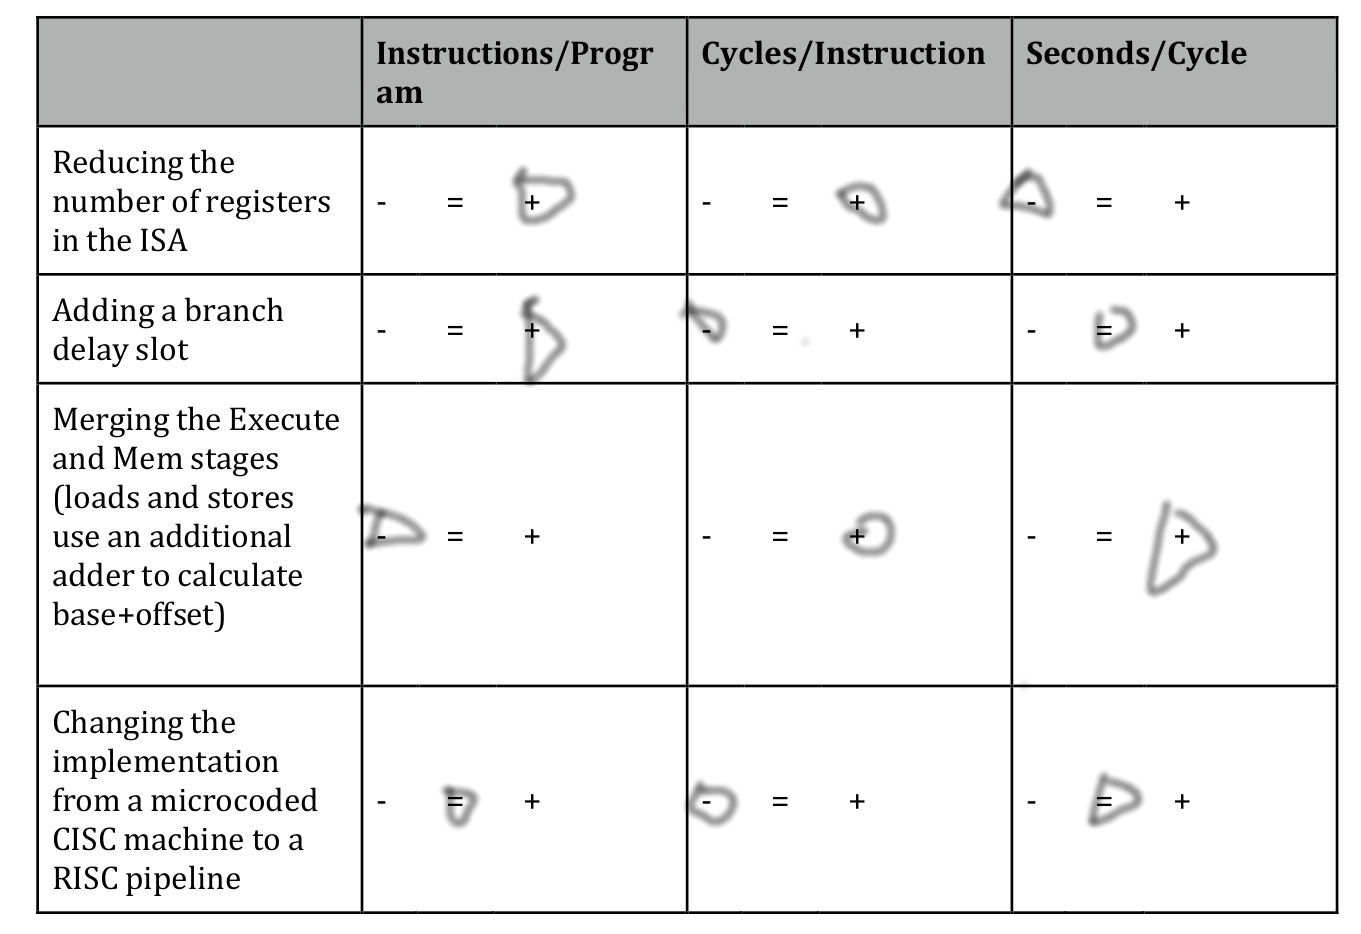 Instructions/Progr
am
Cycles/Instruction
Seconds/Cycle
Reducing the
number of registers
in the ISA
- = +
- = +
- = +
Adding a branch
delay slot
- = +
- = +
- = +
Merging the Execute
and Mem stages
(loads and stores
use an additional
adder to calculate
base+offset)
- = +
- = +
- = +
Changing the
implementation
from a microcoded
CISC machine to a
RISC pipeline
- = +
- = +
- = +